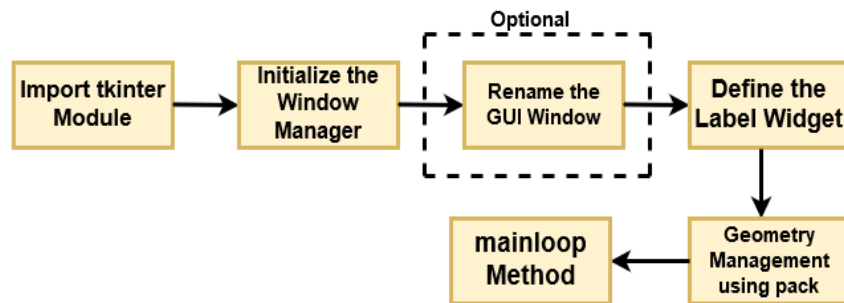 Optional
Import tkinter
Module
Initialize the
Window
Manager
Rename the
GUI Window
Define the
Label Widget
Geometry
Management
using pack
mainloop
Method